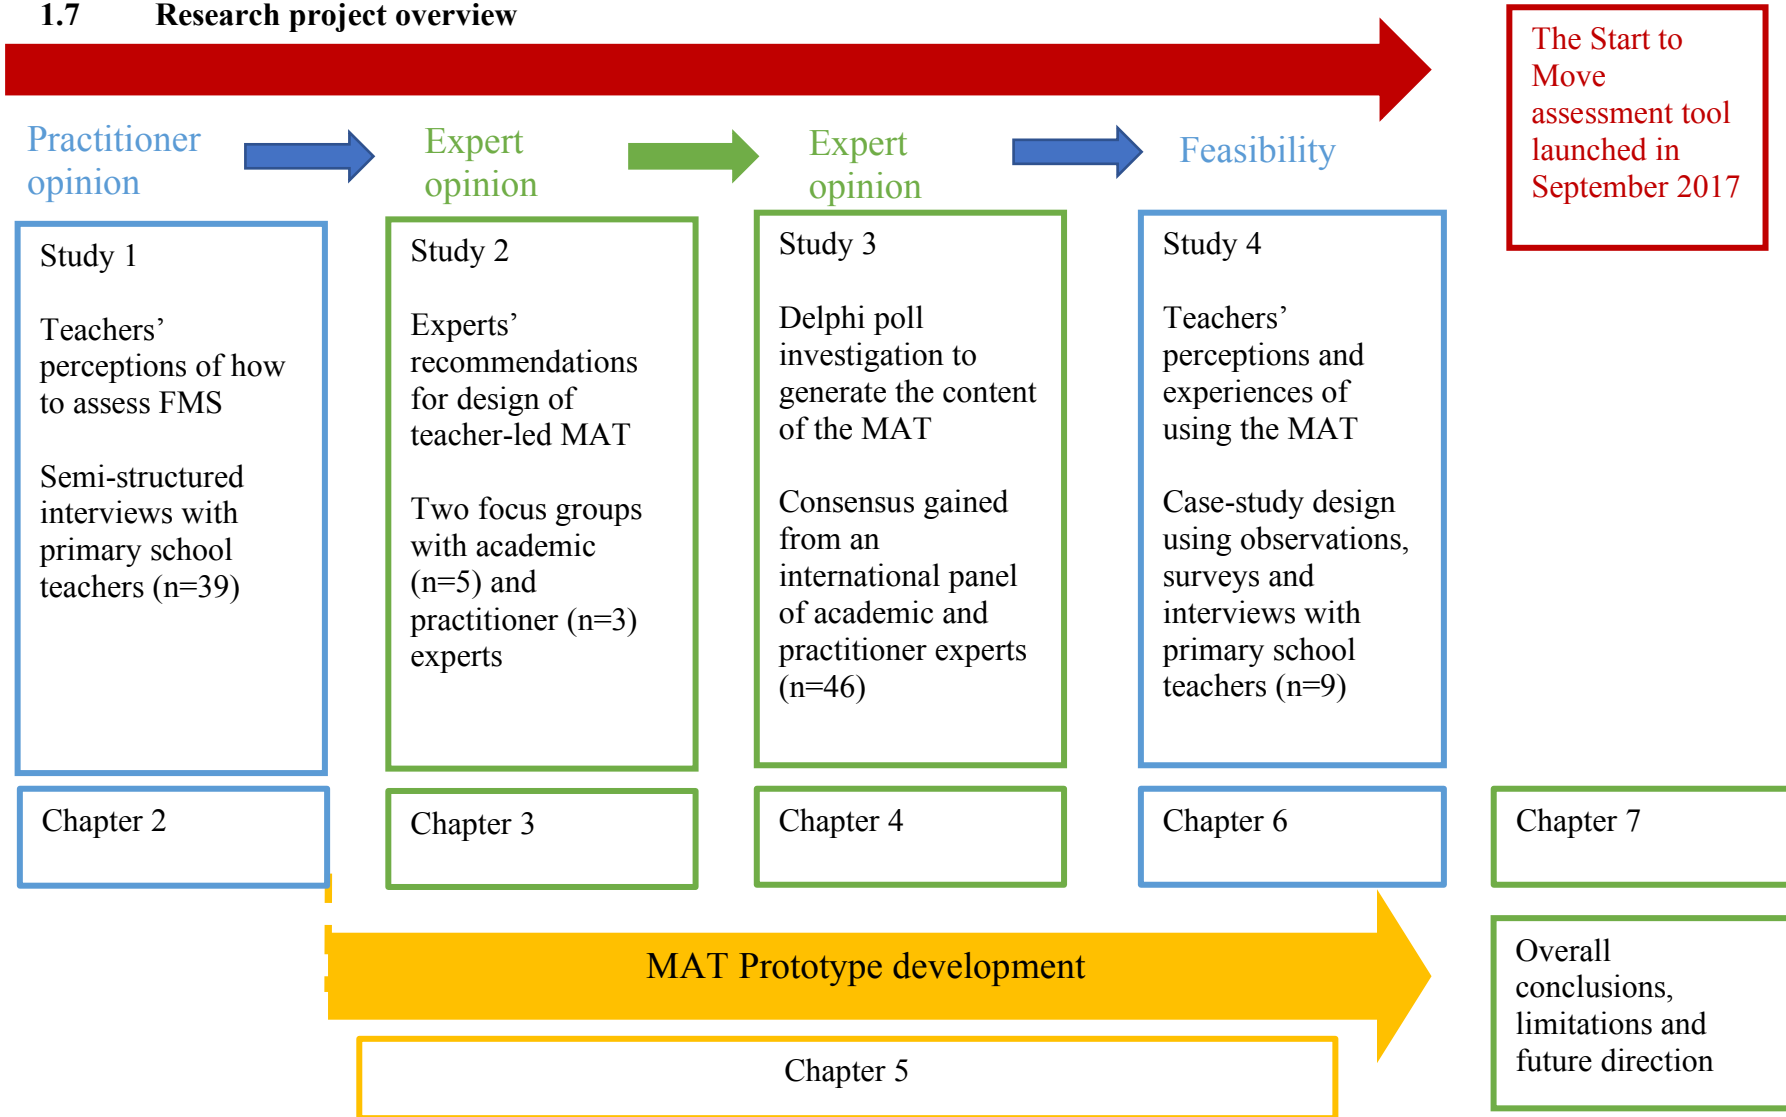 1.7 Research project overview
The Start to
Move
assessment tool
launched in
September 2017
Practitioner
opinion
Expert
opinion
Expert
opinion
Feasibility
Study 1
Teachers’
perceptions of how
to assess FMS
Semi-structured
interviews with
primary school
teachers (n=39)
Study 2
Experts’
recommendations
for design of
teacher-led MAT
Two focus groups
with academic
(n=5) and
practitioner (n=3)
experts
Study 3
Delphi poll
investigation to
generate the content
of the MAT
Consensus gained
from an
international panel
of academic and
practitioner experts
(n=46)
Study 4
Teachers’
perceptions and
experiences of
using the MAT
Case-study design
using observations,
surveys and
interviews with
primary school
teachers (n=9)
Chapter 2
Chapter 3
Chapter 4
Chapter 6
Chapter 7
MAT Prototype development
Chapter 5
Overall
conclusions,
limitations and
future direction